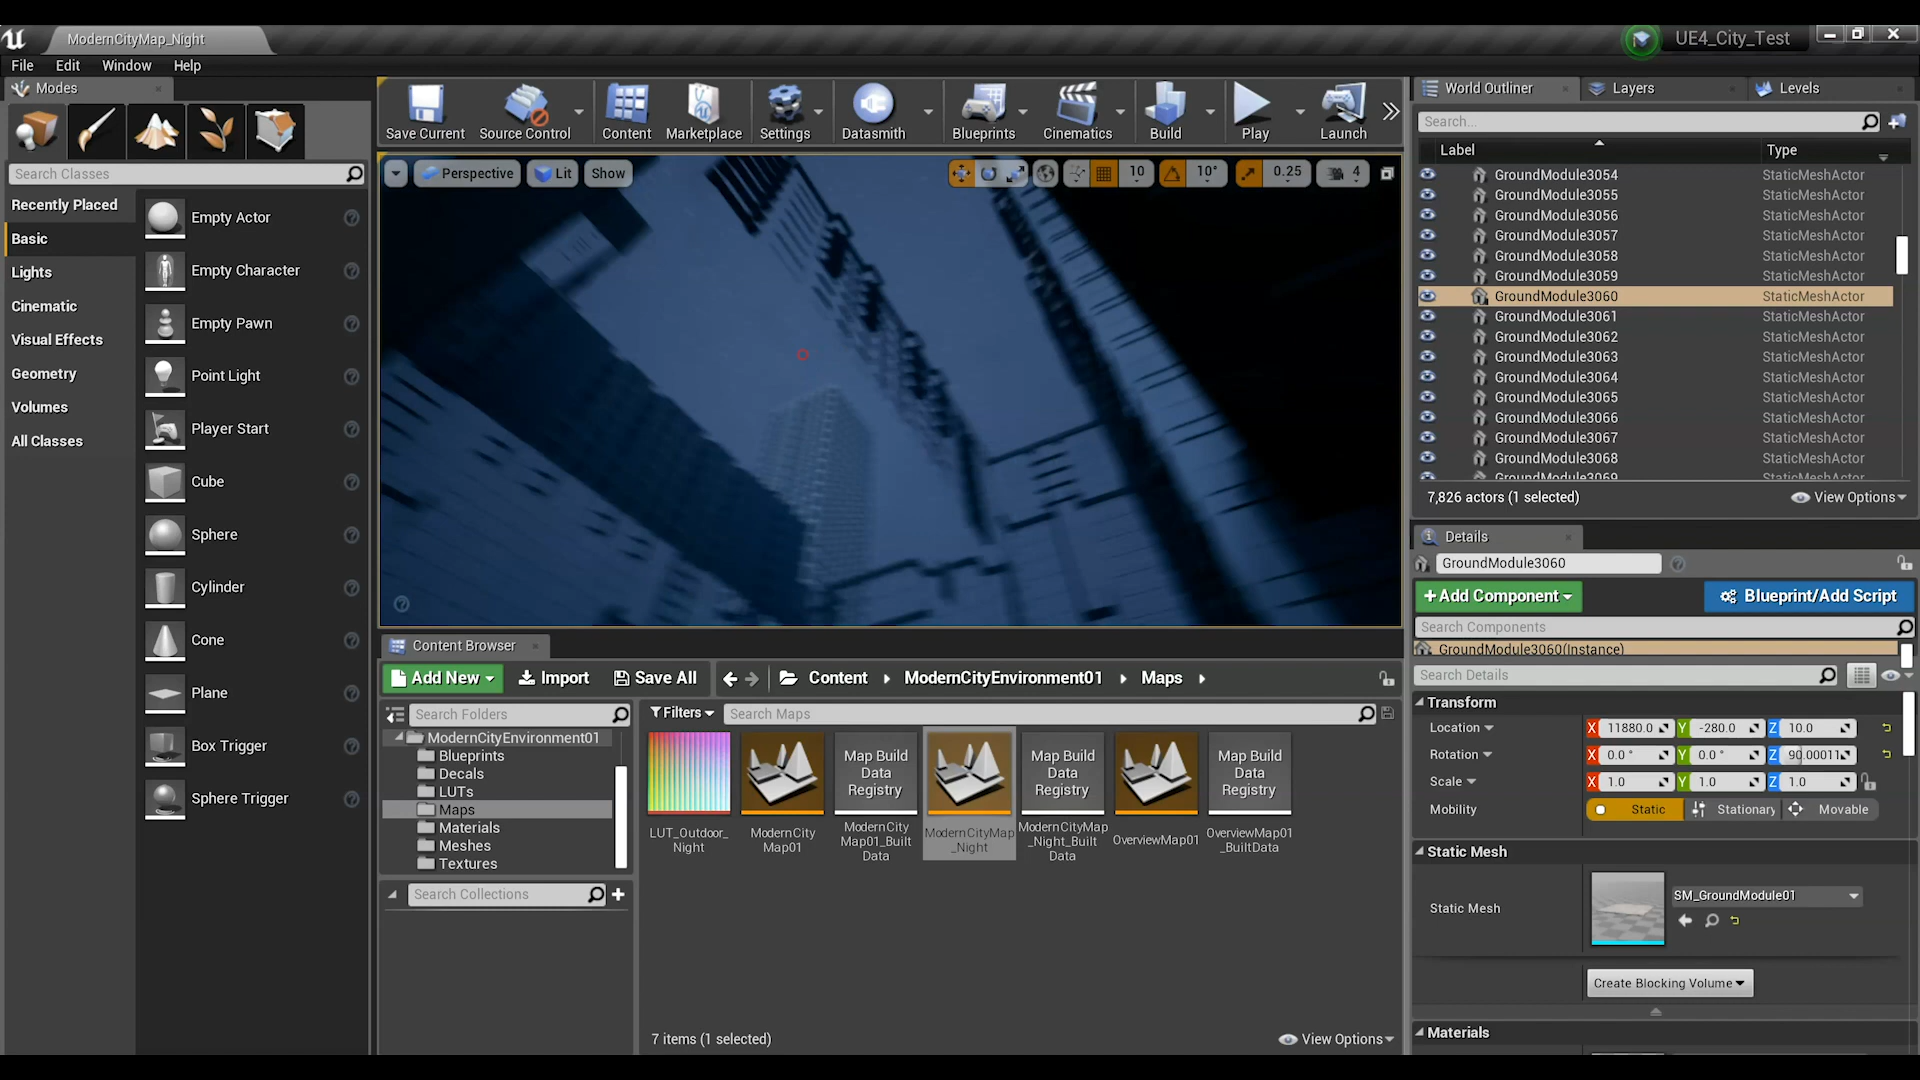 ModernCityMap_Night
UE4_City_Test
File Edit Window Help
Modes
Search Classes
Recently Placed
Basic
Lights
Cinematic
Visual Effects
Geometry
Volumes
All Classes
Empty Actor
Empty Character
Empty Pawn
Point Light
Player Start
Cube
Sphere
Cylinder
Cone
Plane
Box Trigger
Sphere Trigger
Save Current Source Control Content Marketplace Settings Datasmith Blueprints Cinematics Build Play Launch
Perspective Lit Show 10 10° 0.25 4
Content Browser
Add New Import Save All Content ModernCityEnvironment01 Maps
Search Folders
ModernCityEnvironment01
Blueprints
Decals
LUTs
Maps
Materials
Meshes
Textures
Search Collections
Filters Search Maps
LUT_Outdoor_
Night
ModernCity
Map01
Map Build
Data
Registry
ModernCity
Map01_Built
Data
ModernCityMap
_Night
Map Build
Data
Registry
ModernCityMap
_Night_Built
Data
OverviewMap01
Map Build
Data
Registry
OverviewMap01
_BuiltData
7 items (1 selected)
View Options
World Outliner Layers Levels
Search...
Label Type
GroundModule3054 StaticMeshActor
GroundModule3055 StaticMeshActor
GroundModule3056 StaticMeshActor
GroundModule3057 StaticMeshActor
GroundModule3058 StaticMeshActor
GroundModule3059 StaticMeshActor
GroundModule3060 StaticMeshActor
GroundModule3061 StaticMeshActor
GroundModule3062 StaticMeshActor
GroundModule3063 StaticMeshActor
GroundModule3064 StaticMeshActor
GroundModule3065 StaticMeshActor
GroundModule3066 StaticMeshActor
GroundModule3067 StaticMeshActor
GroundModule3068 StaticMeshActor
GroundModule3069 StaticMeshActor
7,826 actors (1 selected) View Options
Details
GroundModule3060
+Add Component Blueprint/Add Script
Search Components
GroundModule3060(Instance)
Search Details
Transform
Location X 11880.0 Y -280.0 Z 10.0
Rotation X 0.0 ° Y 0.0 ° Z 90.00011
Scale X 1.0 Y 1.0 Z 1.0
Mobility Static Stationary Movable
Static Mesh
Static Mesh SM_GroundModule01
Create Blocking Volume
Materials